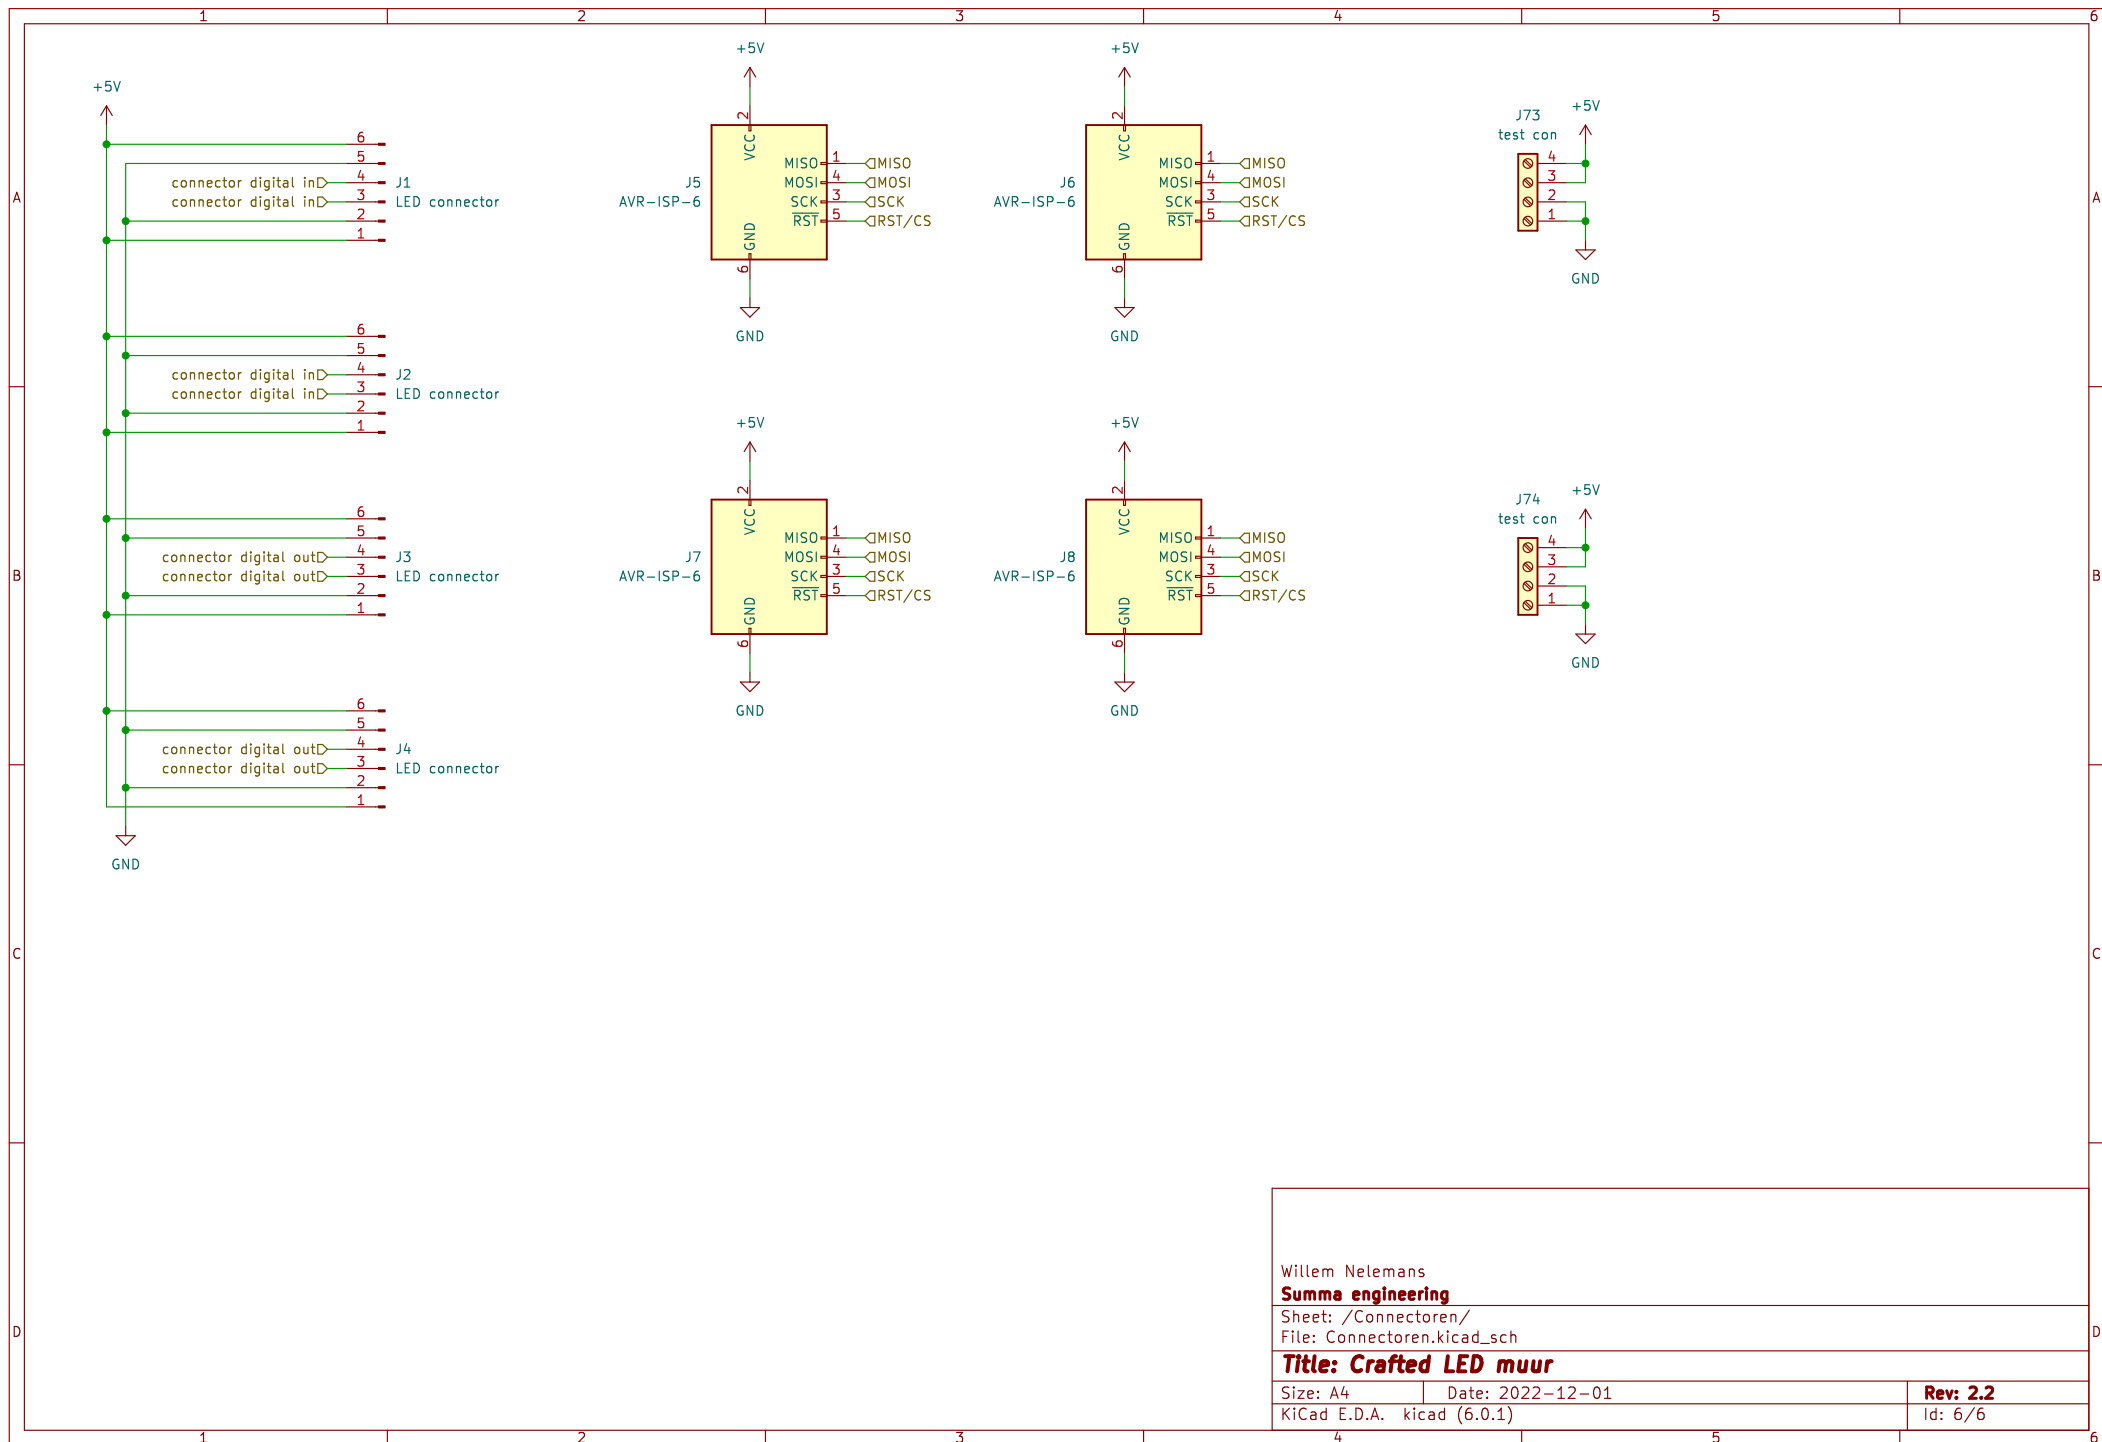 1 2 3 4 5 6
A
B
C
D
A
B
C
D
+5V
6
5
connector digital in 4 J1
connector digital in 3 LED connector
2
1
6
5
connector digital in 4 J2
connector digital in 3 LED connector
2
1
6
5
connector digital out 4 J3
connector digital out 3 LED connector
2
1
6
5
connector digital out 4 J4
connector digital out 3 LED connector
2
1
GND
+5V
2
VCC
MISO 1 MISO
J5 MOSI 4 MOSI
AVR-ISP-6 SCK 3 SCK
RST 5 RST/CS
GND
6
GND
+5V
2
VCC
MISO 1 MISO
J6 MOSI 4 MOSI
AVR-ISP-6 SCK 3 SCK
RST 5 RST/CS
GND
6
GND
J73 +5V
test con
4
3
2
1
GND
+5V
2
VCC
MISO 1 MISO
J7 MOSI 4 MOSI
AVR-ISP-6 SCK 3 SCK
RST 5 RST/CS
GND
6
GND
+5V
2
VCC
MISO 1 MISO
J8 MOSI 4 MOSI
AVR-ISP-6 SCK 3 SCK
RST 5 RST/CS
GND
6
GND
J74 +5V
test con
4
3
2
1
GND
Willem Nelemans
Summa engineering
Sheet: /Connectoren/
File: Connectoren.kicad_sch
Title: Crafted LED muur
Size: A4 Date: 2022-12-01 Rev: 2.2
KiCad E.D.A. kicad (6.0.1) Id: 6/6
1 2 3 4 5 6